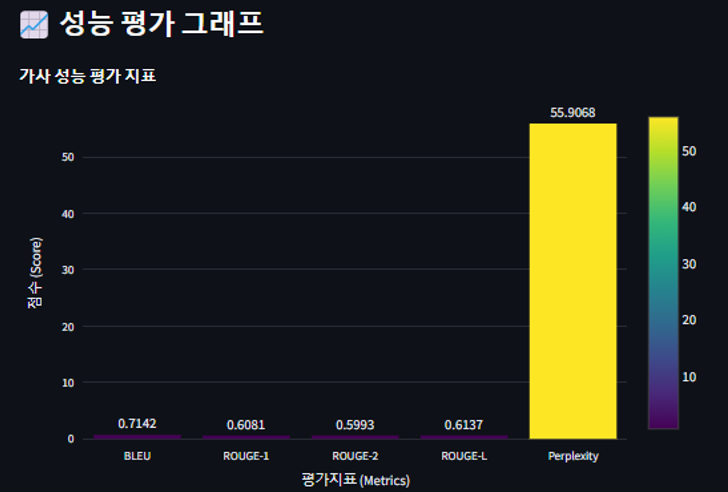 📈 성능 평가 그래프
가사 성능 평가 지표
55.9068
50
40
30
20
10
0
점수 (Score)
0.7142
0.6081
0.5993
0.6137
BLEU
ROUGE-1
ROUGE-2
ROUGE-L
Perplexity
평가지표 (Metrics)
50
40
30
20
10